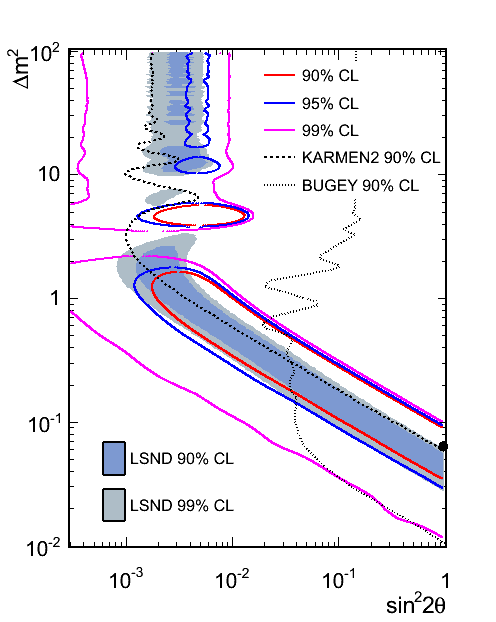 Δm²
10²
10
1
10⁻¹
10⁻²
90% CL
95% CL
99% CL
KARMEN2 90% CL
BUGEY 90% CL
LSND 90% CL
LSND 99% CL
10⁻³
10⁻²
10⁻¹
1
sin²2θ